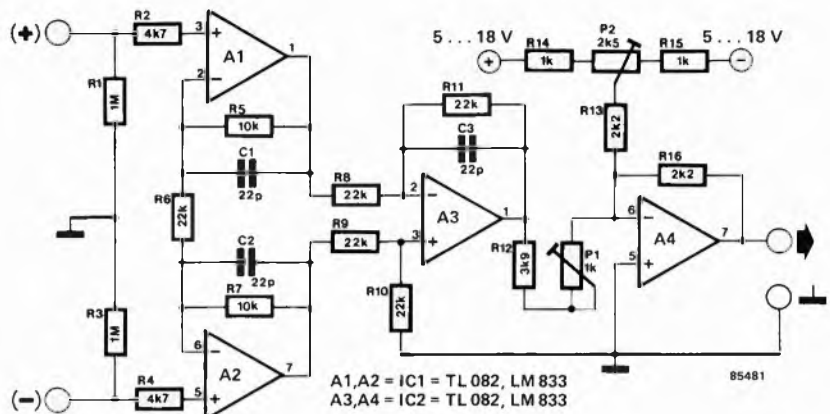 (+)
R2
4k7
3
+
A1
1
2
−
R1
1M
R5
10k
C1
22p
R6
22k
C2
22p
R7
10k
R3
1M
6
−
A2
7
5
+
(−)
R4
4k7
R8
22k
R9
22k
R10
22k
R11
22k
C3
22p
2
−
A3
1
3
+
R12
3k9
P1
1k
5 ... 18 V
+
R14
1k
P2
2k5
R15
1k
5 ... 18 V
−
R13
2k2
R16
2k2
6
−
A4
7
5
+
A1,A2 = IC1 = TL 082, LM 833
A3,A4 = IC2 = TL 082, LM 833
85481